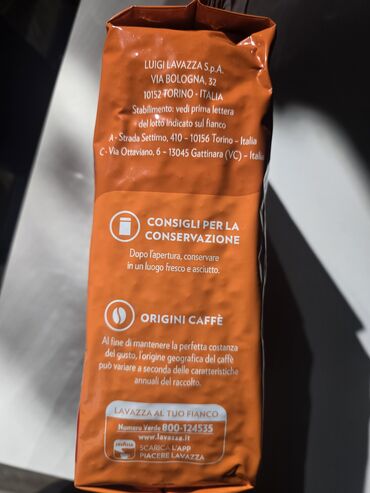 LUIGI LAVAZZA S.p.A.
VIA BOLOGNA, 32
10152 TORINO - ITALIA
Stabilimento: vedi prima lettera
del lotto indicato sul fianco
A - Strada Settimo, 410 - 10156 Torino - Italia
C - Via Ottaviano, 6 - 13045 Gattinara (VC) - Italia
CONSIGLI PER LA
CONSERVAZIONE
Dopo l'apertura, conservare
in un luogo fresco e asciutto.
ORIGINI CAFFÈ
Al fine di mantenere la perfetta costanza
del gusto, l'origine geografica del caffè
può variare a seconda delle caratteristiche
annuali del raccolto.
LAVAZZA AL TUO FIANCO
Numero Verde 800-124535
www.lavazza.it
LAVAZZA
SCARICA L'APP
PIACERE LAVAZZA